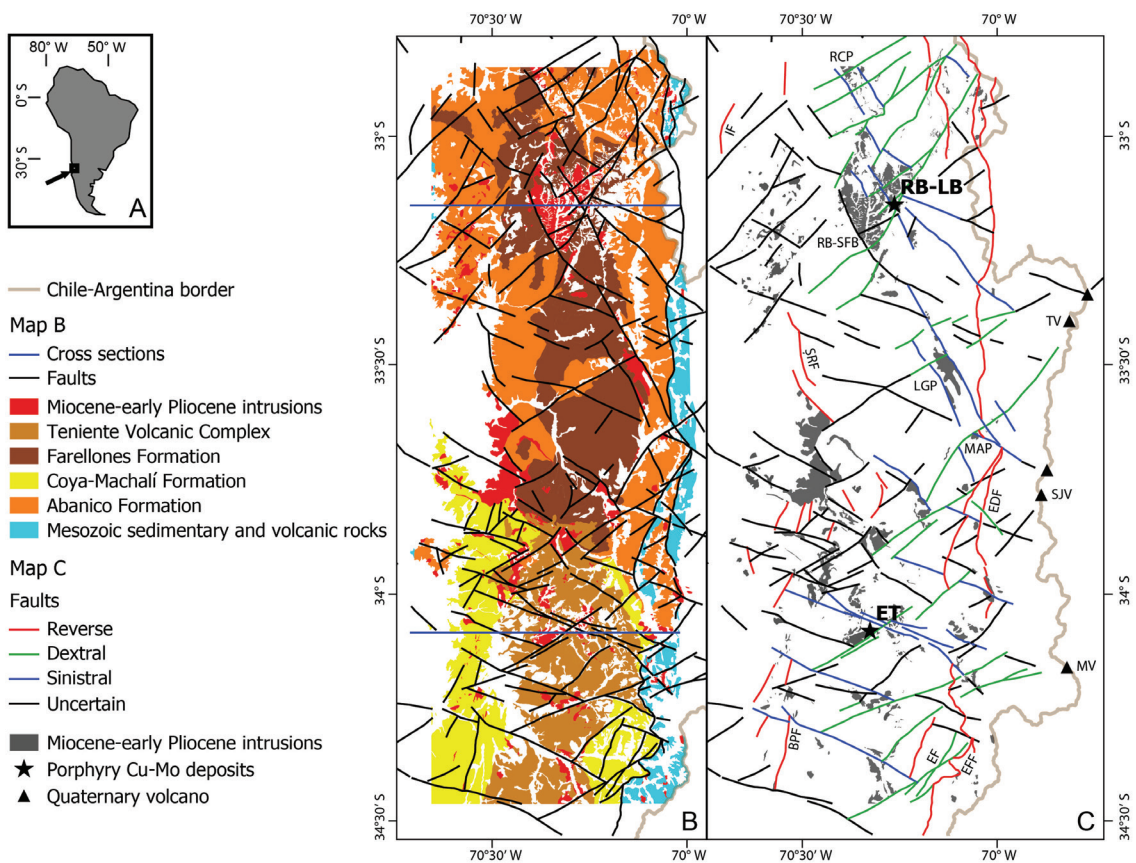 80° W
50° W
0° S
30° S
A
Chile-Argentina border
Map B
Cross sections
Faults
Miocene-early Pliocene intrusions
Teniente Volcanic Complex
Farellones Formation
Coya-Machalí Formation
Abanico Formation
Mesozoic sedimentary and volcanic rocks
Map C
Faults
Reverse
Dextral
Sinistral
Uncertain
Miocene-early Pliocene intrusions
Porphyry Cu-Mo deposits
Quaternary volcano
70°30' W
70° W
70°30' W
70° W
B
33° S
33°30' S
34° S
34°30' S
70°30' W
70° W
70°30' W
70° W
RCP
IF
RB-LB
RB-SFB
TV
SRF
LGP
MAP
SJV
EDF
ET
MV
BPF
EF
EFF
C